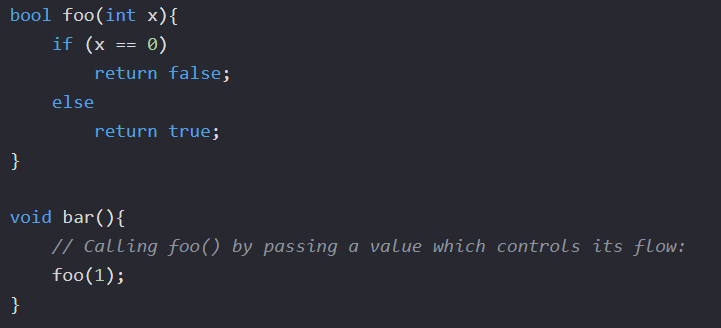 bool foo(int x){
    if (x == 0)
        return false;
    else
        return true;
}

void bar(){
    // Calling foo() by passing a value which controls its flow:
    foo(1);
}